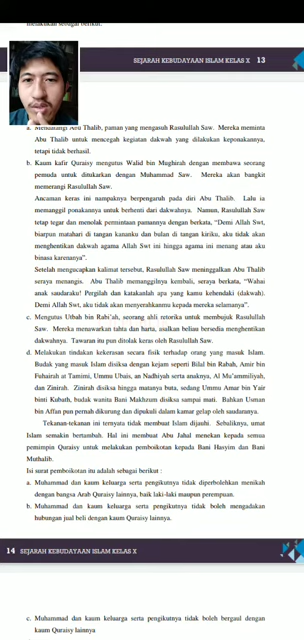 melakukan sebagai berikut.
SEJARAH KEBUDAYAAN ISLAM KELAS X 13
a. Mendatangi Abu Thalib, paman yang mengasuh Rasulullah Saw. Mereka meminta
Abu Thalib untuk mencegah kegiatan dakwah yang dilakukan keponakannya,
tetapi tidak berhasil.
b. Kaum kafir Quraisy mengutus Walid bin Mughirah dengan membawa seorang
pemuda untuk ditukarkan dengan Muhammad Saw. Mereka akan bangkit
memerangi Rasulullah Saw.
Ancaman keras ini nampaknya berpengaruh pada diri Abu Thalib. Lalu ia
memanggil ponakannya untuk berhenti dari dakwahnya. Namun, Rasulullah Saw
tetap tegar dan menolak permintaan pamannya dengan berkata, “Demi Allah Swt,
biarpun matahari di tangan kananku dan bulan di tangan kiriku, aku tidak akan
menghentikan dakwah agama Allah Swt ini hingga agama ini menang atau aku
binasa karenanya”.
Setelah mengucapkan kalimat tersebut, Rasulullah Saw meninggalkan Abu Thalib
seraya menangis. Abu Thalib memanggilnya kembali, seraya berkata, “Wahai
anak saudaraku! Pergilah dan katakanlah apa yang kamu kehendaki (dakwah).
Demi Allah Swt, aku tidak akan menyerahkanmu kepada mereka selamanya”.
c. Mengutus Utbah bin Rabi’ah, seorang ahli retorika untuk membujuk Rasulullah
Saw. Mereka menawarkan tahta dan harta, asalkan beliau bersedia menghentikan
dakwahnya. Tawaran itu pun ditolak keras oleh Rasulullah Saw.
d. Melakukan tindakan kekerasan secara fisik terhadap orang yang masuk Islam.
Budak yang masuk Islam disiksa dengan kejam seperti Bilal bin Rabah, Amir bin
Fuhairah at Tamimi, Ummu Ubais, an Nadhiyah serta anaknya, Al Mu’ammiliyah,
dan Zinirah. Zinirah disiksa hingga matanya buta, sedang Ummu Amar bin Yair
binti Kubath, budak wanita Bani Makhzum disiksa sampai mati. Bahkan Usman
bin Affan pun pernah dikurung dan dipukuli dalam kamar gelap oleh saudaranya.
Tekanan-tekanan ini ternyata tidak membuat Islam dijauhi. Sebaliknya, umat
Islam semakin bertambah. Hal ini membuat Abu Jahal menekan kepada semua
pemimpin Quraisy untuk melakukan pemboikotan kepada Bani Hasyim dan Bani
Muthalib.
Isi surat pemboikotan itu adalah sebagai berikut :
a. Muhammad dan kaum keluarga serta pengikutnya tidak diperbolehkan menikah
dengan bangsa Arab Quraisy lainnya, baik laki-laki maupun perempuan.
b. Muhammad dan kaum keluarga serta pengikutnya tidak boleh mengadakan
hubungan jual beli dengan kaum Quraisy lainnya.
14 SEJARAH KEBUDAYAAN ISLAM KELAS X
c. Muhammad dan kaum keluarga serta pengikutnya tidak boleh bergaul dengan
kaum Quraisy lainnya